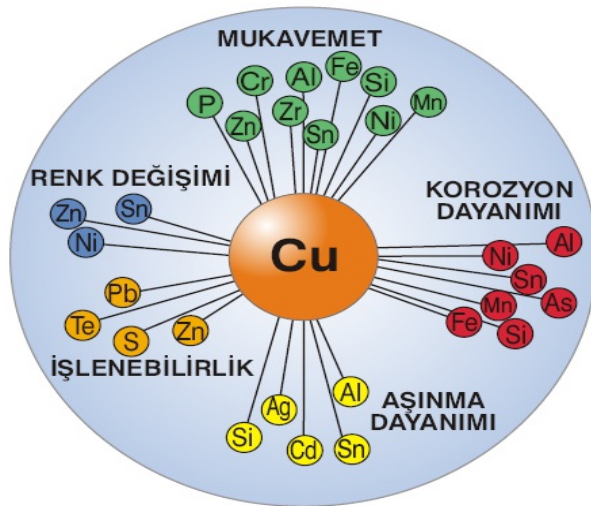 MUKAVEMET
P
Zn
Cr
Zr
Al
Sn
Fe
Si
Ni
Mn
RENK DEĞİŞİMİ
Zn
Sn
Ni
KOROZYON
DAYANIMI
Al
Ni
Sn
As
Mn
Fe
Si
Cu
Pb
Te
S
Zn
İŞLENEBİLİRLİK
AŞINMA
DAYANIMI
Al
Ag
Si
Cd
Sn